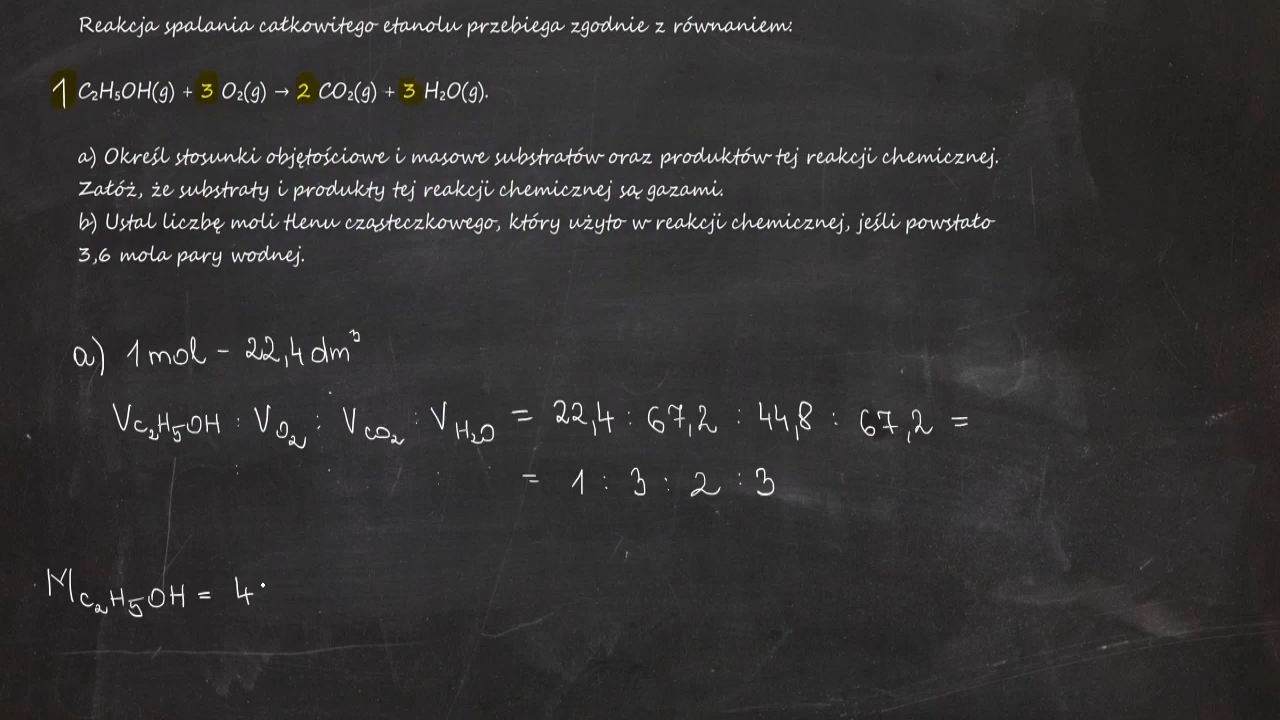 Reakcja spalania całkowitego etanolu przebiega zgodnie z równaniem:
1 C₂H₅OH(g) + 3 O₂(g) → 2 CO₂(g) + 3 H₂O(g).
a) Określ stosunki objętościowe i masowe substratów oraz produktów tej reakcji chemicznej.
Załóż, że substraty i produkty tej reakcji chemicznej są gazami.
b) Ustal liczbę moli tlenu cząsteczkowego, który użyto w reakcji chemicznej, jeśli powstało
3,6 mola pary wodnej.
a) 1 mol - 22,4 dm³
V C₂H₅OH : V O₂ : V CO₂ : V H₂O = 22,4 : 67,2 : 44,8 : 67,2 =
= 1 : 3 : 2 : 3
M C₂H₅OH = 4